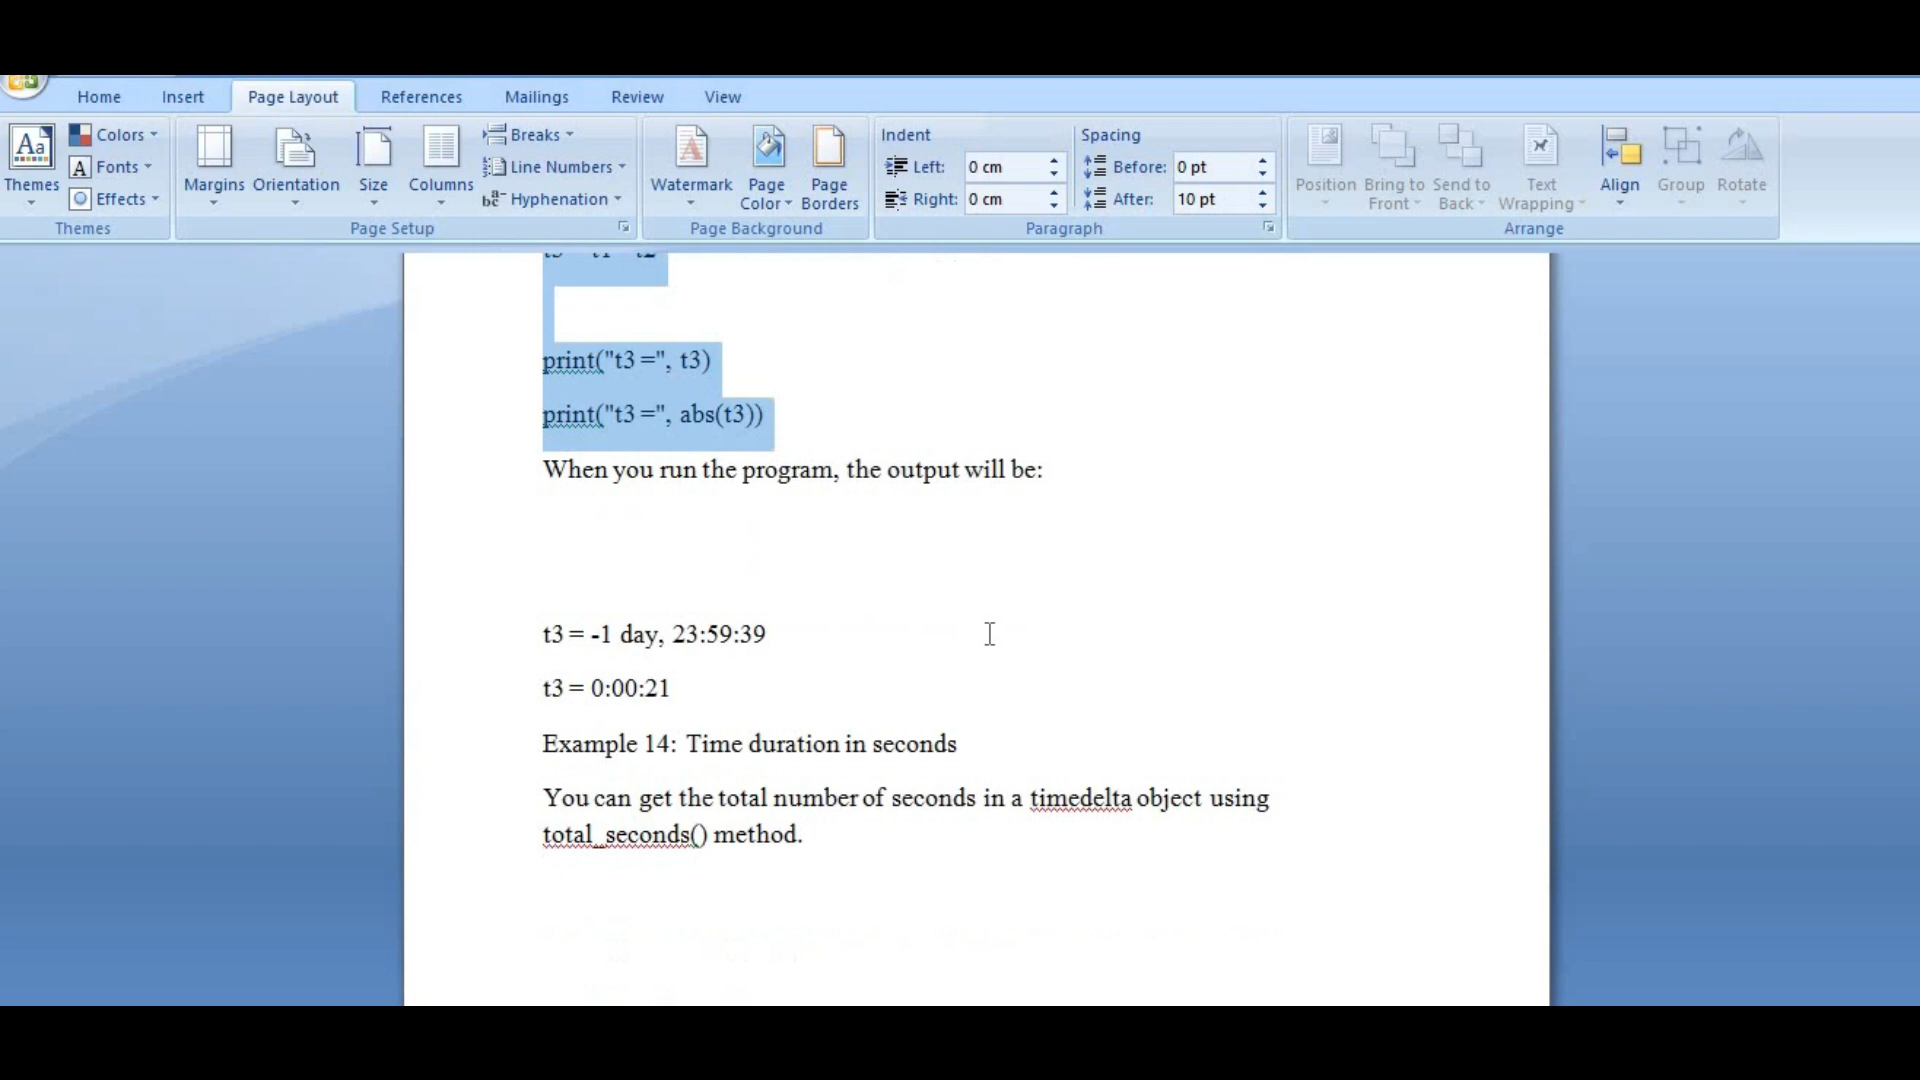 Home Insert Page Layout References Mailings Review View
Themes
Colors
Fonts
Effects
Themes
Margins Orientation Size Columns
Breaks
Line Numbers
Hyphenation
Page Setup
Watermark Page Color Page Borders
Page Background
Indent
Left: 0 cm
Right: 0 cm
Spacing
Before: 0 pt
After: 10 pt
Paragraph
Position Bring to Front Send to Back Text Wrapping Align Group Rotate
Arrange
print("t3 =", t3)
print("t3 =", abs(t3))
When you run the program, the output will be:
t3 = -1 day, 23:59:39
t3 = 0:00:21
Example 14: Time duration in seconds
You can get the total number of seconds in a timedelta object using
total_seconds() method.